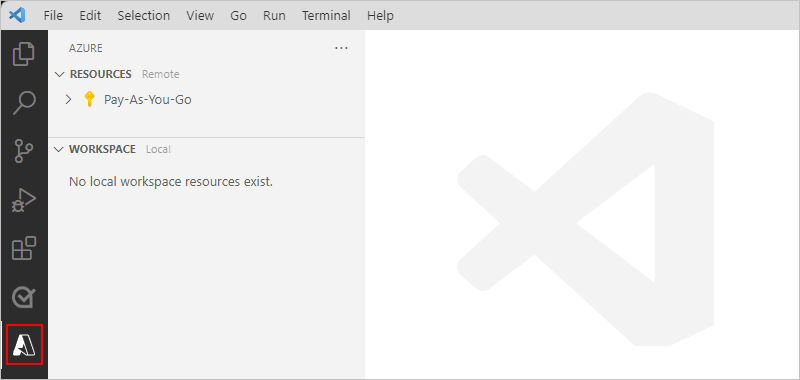 File Edit Selection View Go Run Terminal Help
AZURE ...
RESOURCES Remote
Pay-As-You-Go
WORKSPACE Local
No local workspace resources exist.